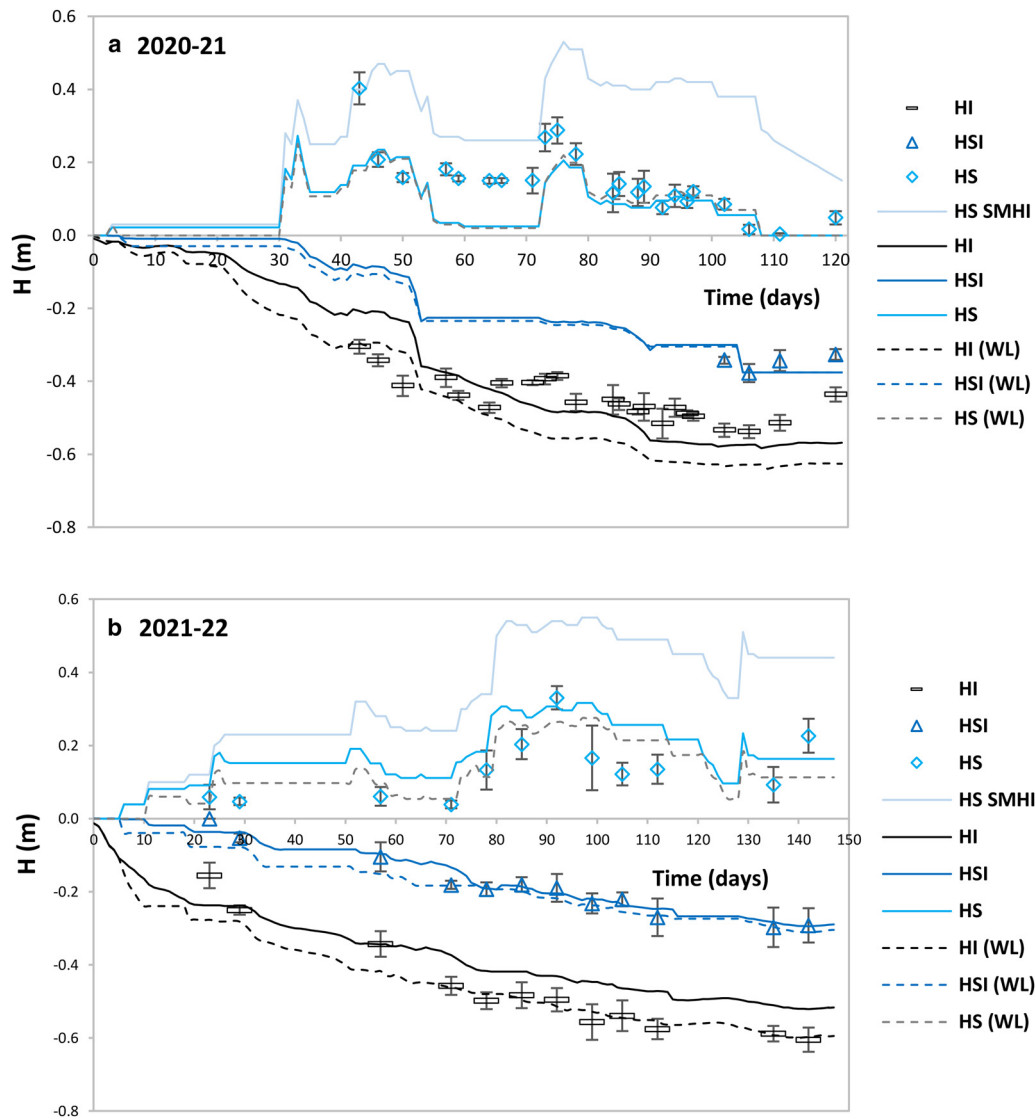 a 2020-21
H (m)
0.6
0.4
0.2
0.0
-0.2
-0.4
-0.6
-0.8
0 10 20 30 40 50 60 70 80 90 100 110 120
Time (days)
HI
HSI
HS
HS SMHI
HI
HSI
HS
HI (WL)
HSI (WL)
HS (WL)
b 2021-22
H (m)
0.6
0.4
0.2
0.0
-0.2
-0.4
-0.6
-0.8
0 10 20 30 40 50 60 70 80 90 100 110 120 130 140 150
Time (days)
HI
HSI
HS
HS SMHI
HI
HSI
HS
HI (WL)
HSI (WL)
HS (WL)